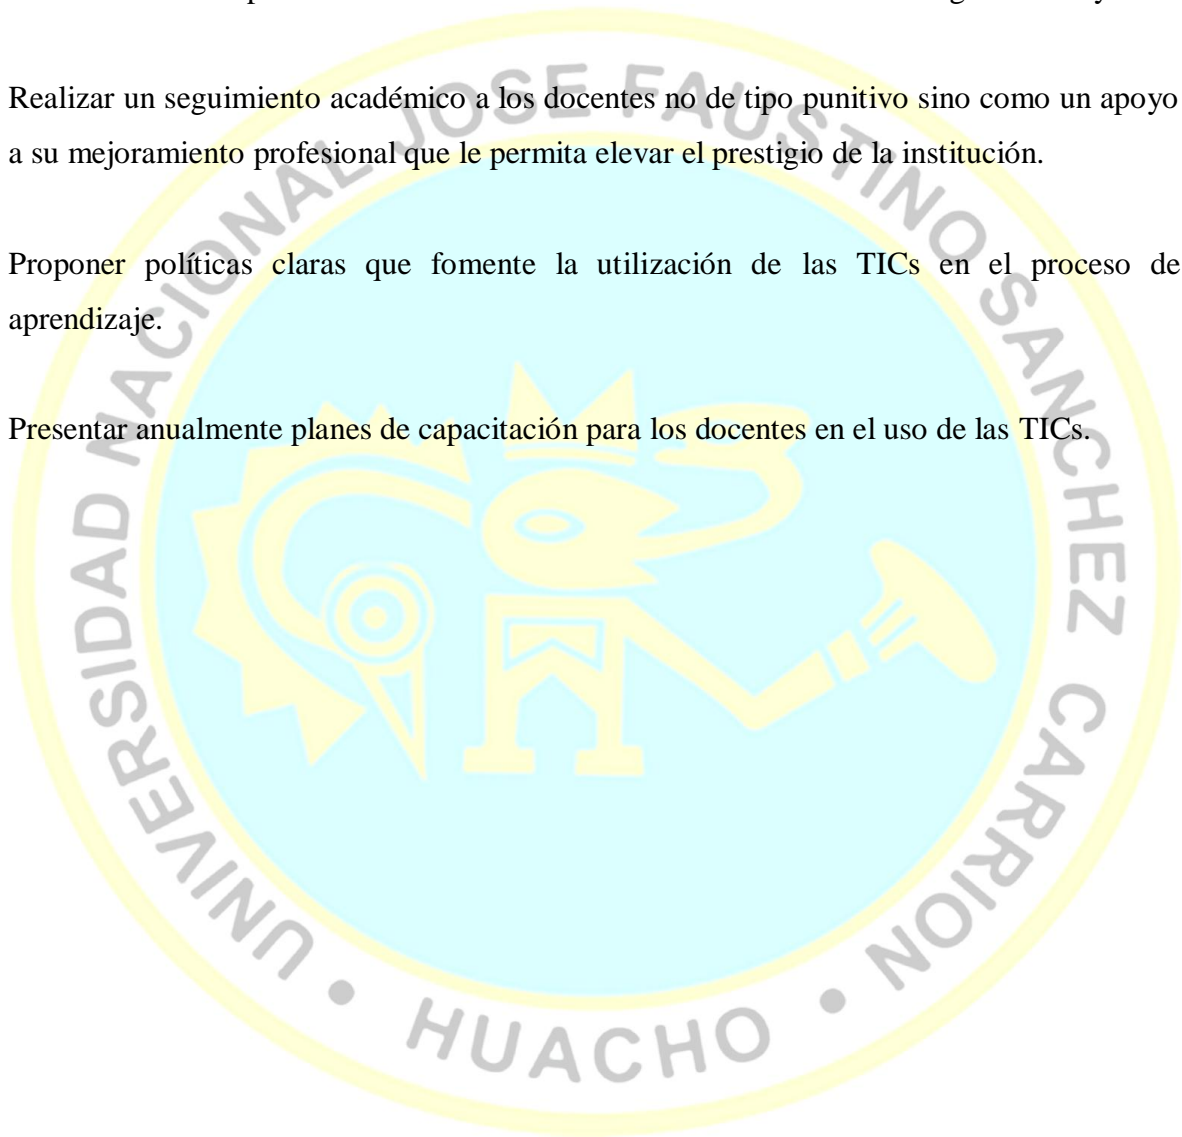 Realizar un seguimiento académico a los docentes no de tipo punitivo sino como un apoyo
a su mejoramiento profesional que le permita elevar el prestigio de la institución.
Proponer políticas claras que fomente la utilización de las TICs en el proceso de
aprendizaje.
Presentar anualmente planes de capacitación para los docentes en el uso de las TICs.
UNIVERSIDAD NACIONAL JOSE FAUSTINO SANCHEZ CARRION
• HUACHO •